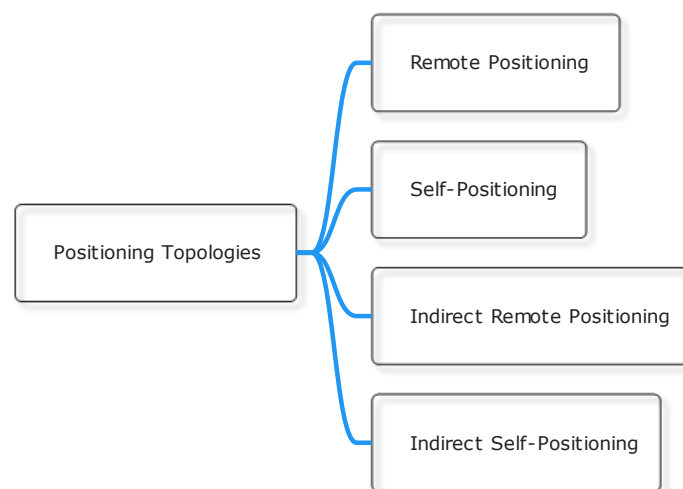 Remote Positioning
Self-Positioning
Positioning Topologies
Indirect Remote Positioning
Indirect Self-Positioning